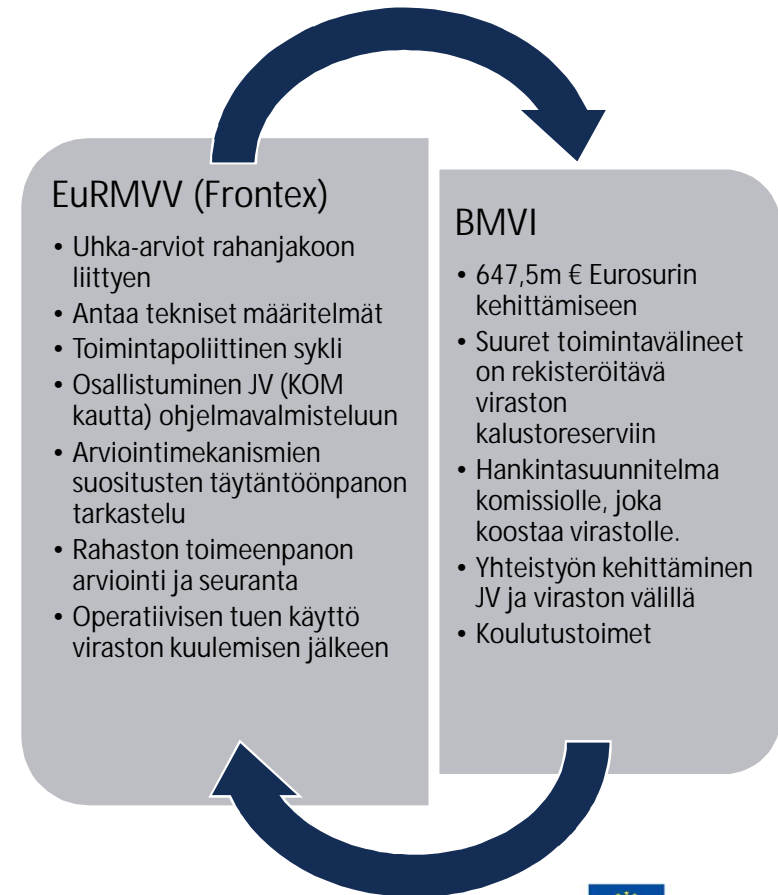 EuRMVV (Frontex)
• Uhka-arviot rahanjakoon
liittyen
• Antaa tekniset määritelmät
• Toimintapoliittinen sykli
• Osallistuminen JV (KOM
kautta) ohjelmavalmisteluun
• Arviointimekanismien
suositusten täytäntöönpanon
tarkastelu
• Rahaston toimeenpanon
arviointi ja seuranta
• Operatiivisen tuen käyttö
viraston kuulemisen jälkeen
BMVI
• 647,5m € Eurosurin
kehittämiseen
• Suuret toimintavälineet
on rekisteröitävä
viraston
kalustoreserviin
• Hankintasuunnitelma
komissiolle, joka
koostaa virastolle.
• Yhteistyön kehittäminen
JV ja viraston välillä
• Koulutustoimet